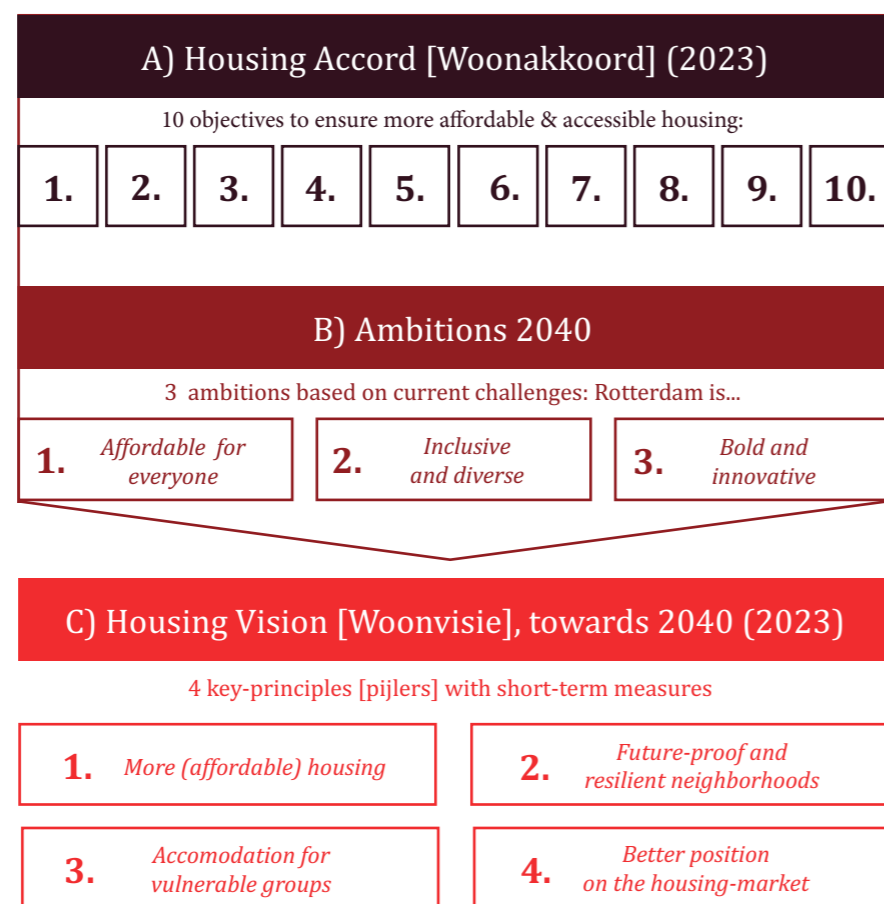 A) Housing Accord [Woonakkoord] (2023)
10 objectives to ensure more affordable & accessible housing:
1. 2. 3. 4. 5. 6. 7. 8. 9. 10.
B) Ambitions 2040
3 ambitions based on current challenges: Rotterdam is...
1. Affordable for
everyone
2. Inclusive
and diverse
3. Bold and
innovative
C) Housing Vision [Woonvisie], towards 2040 (2023)
4 key-principles [pijlers] with short-term measures
1. More (affordable) housing
2. Future-proof and
resilient neighborhoods
3. Accomodation for
vulnerable groups
4. Better position
on the housing-market